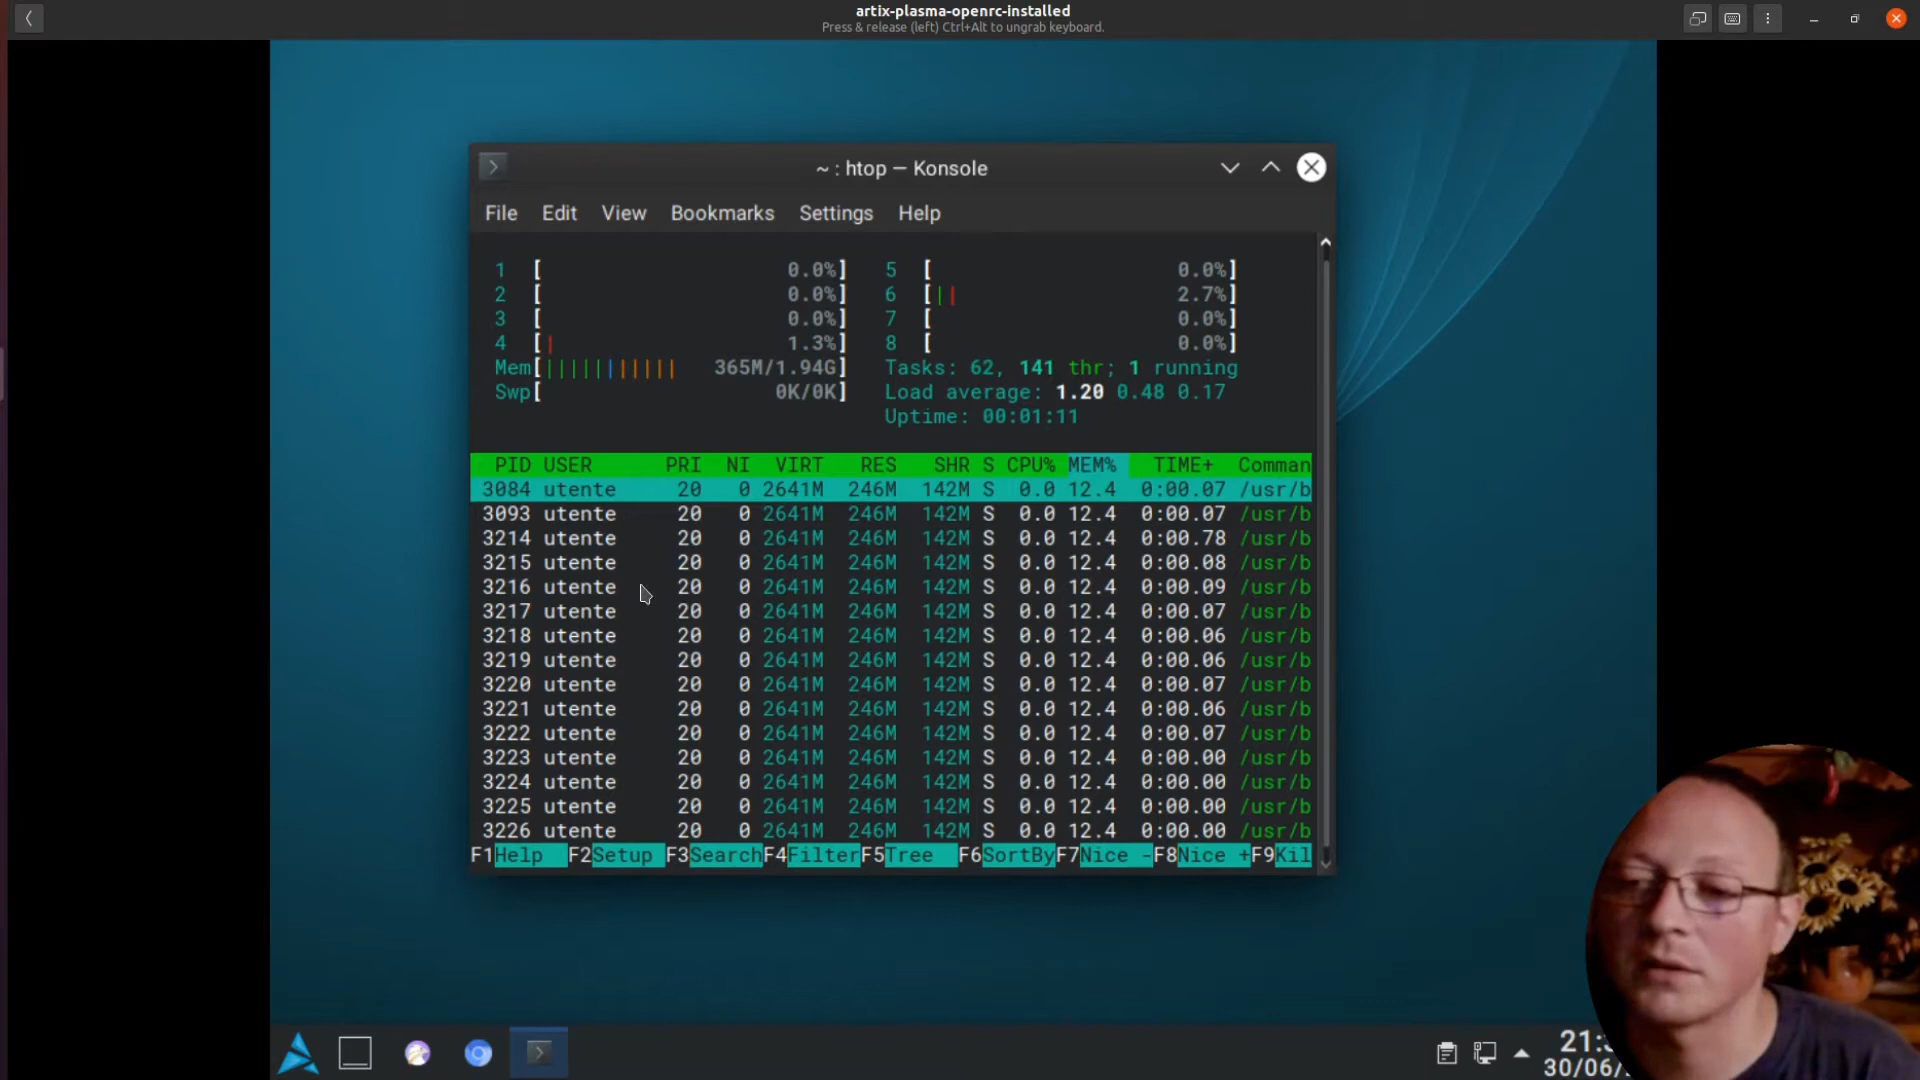 artix-plasma-openrc-installed
Press & release (left) Ctrl+Alt to ungrab keyboard.
~ : htop — Konsole
File Edit View Bookmarks Settings Help
1 [ 0.0%] 5 [ 0.0%]
2 [ 0.0%] 6 [|| 2.7%]
3 [ 0.0%] 7 [ 0.0%]
4 [| 1.3%] 8 [ 0.0%]
Mem[||||||||||| 365M/1.94G] Tasks: 62, 141 thr; 1 running
Swp[ 0K/0K] Load average: 1.20 0.48 0.17
Uptime: 00:01:11
PID USER PRI NI VIRT RES SHR S CPU% MEM% TIME+ Comman
3084 utente 20 0 2641M 246M 142M S 0.0 12.4 0:00.07 /usr/b
3093 utente 20 0 2641M 246M 142M S 0.0 12.4 0:00.07 /usr/b
3214 utente 20 0 2641M 246M 142M S 0.0 12.4 0:00.78 /usr/b
3215 utente 20 0 2641M 246M 142M S 0.0 12.4 0:00.08 /usr/b
3216 utente 20 0 2641M 246M 142M S 0.0 12.4 0:00.09 /usr/b
3217 utente 20 0 2641M 246M 142M S 0.0 12.4 0:00.07 /usr/b
3218 utente 20 0 2641M 246M 142M S 0.0 12.4 0:00.06 /usr/b
3219 utente 20 0 2641M 246M 142M S 0.0 12.4 0:00.06 /usr/b
3220 utente 20 0 2641M 246M 142M S 0.0 12.4 0:00.07 /usr/b
3221 utente 20 0 2641M 246M 142M S 0.0 12.4 0:00.06 /usr/b
3222 utente 20 0 2641M 246M 142M S 0.0 12.4 0:00.07 /usr/b
3223 utente 20 0 2641M 246M 142M S 0.0 12.4 0:00.00 /usr/b
3224 utente 20 0 2641M 246M 142M S 0.0 12.4 0:00.00 /usr/b
3225 utente 20 0 2641M 246M 142M S 0.0 12.4 0:00.00 /usr/b
3226 utente 20 0 2641M 246M 142M S 0.0 12.4 0:00.00 /usr/b
F1Help F2Setup F3SearchF4FilterF5Tree F6SortByF7Nice -F8Nice +F9Kil
21:
30/06/